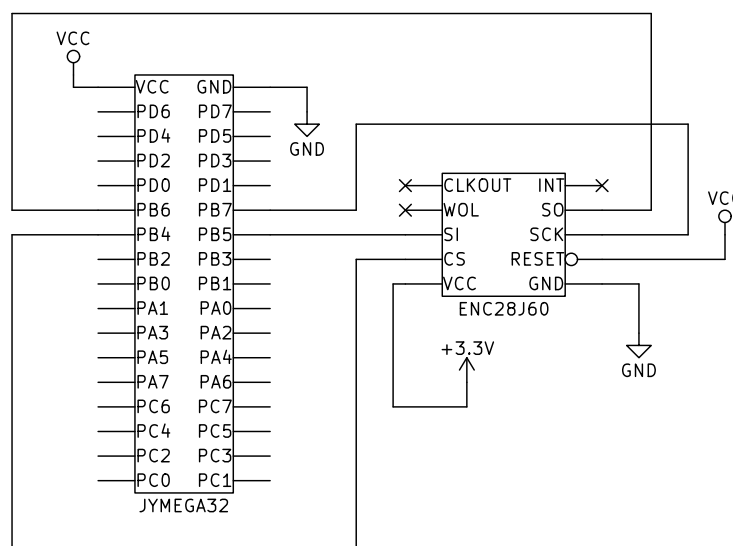 VCC
VCC GND
PD6 PD7
PD4 PD5
GND
PD2 PD3
PD0 PD1
CLKOUT INT
PB6 PB7
WOL SO
VCC
PB4 PB5
SI SCK
PB2 PB3
CS RESET
PB0 PB1
VCC GND
PA1 PA0
ENC28J60
PA3 PA2
PA5 PA4
+3.3V
GND
PA7 PA6
PC6 PC7
PC4 PC5
PC2 PC3
PC0 PC1
JYMEGA32